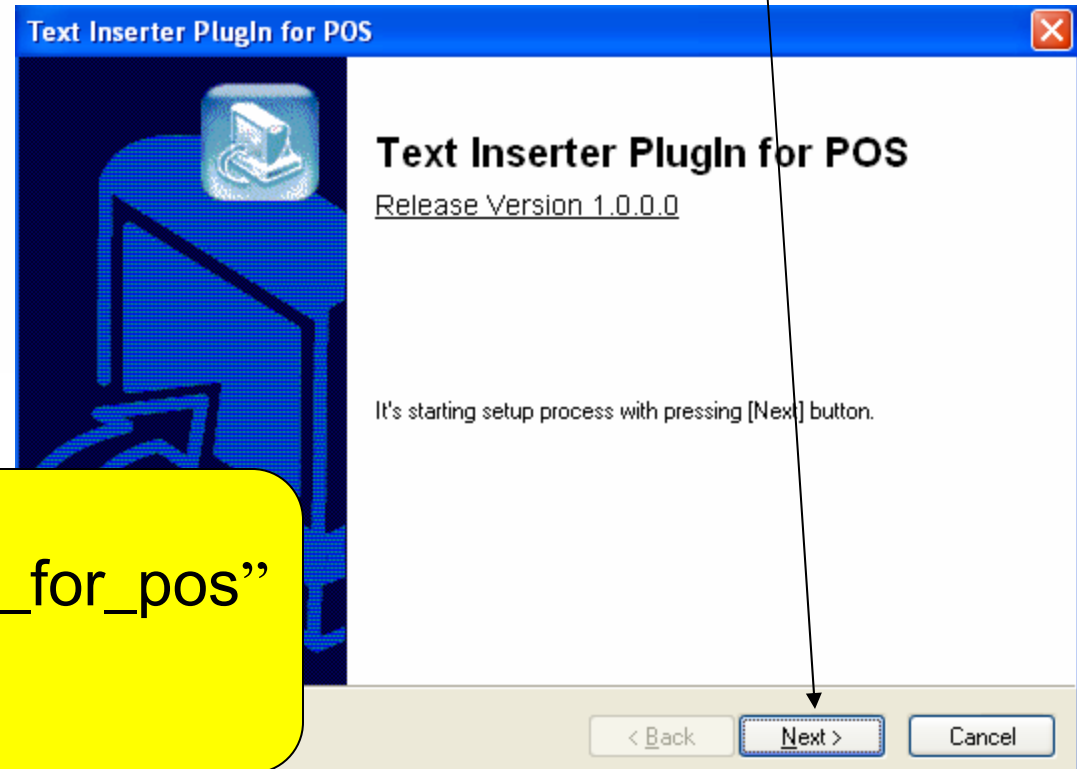 Text Inserter PlugIn for POS
Text Inserter PlugIn for POS
Release Version 1.0.0.0
It's starting setup process with pressing [Next] button.
_for_pos”
< Back Next > Cancel